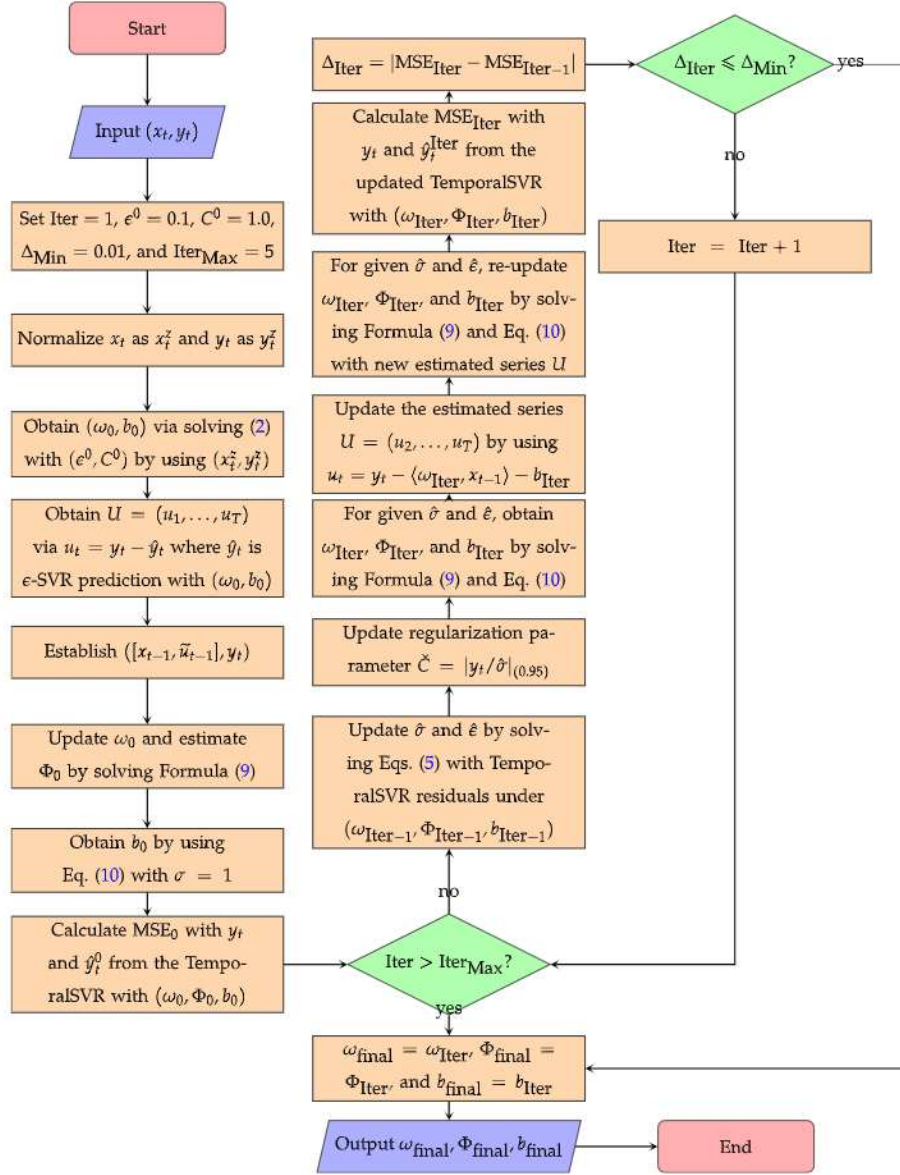 Start
Input (x_t, y_t)
Set Iter = 1, ϵ^0 = 0.1, C^0 = 1.0,
Δ_Min = 0.01, and Iter_Max = 5
Normalize x_t as x_t^z and y_t as y_t^z
Obtain (ω_0, b_0) via solving (2)
with (ϵ^0, C^0) by using (x_t^z, y_t^z)
Obtain U = (u_1, …, u_T)
via u_t = y_t − ŷ_t where ŷ_t is
ϵ-SVR prediction with (ω_0, b_0)
Establish ([x_{t−1}, ũ_{t−1}], y_t)
Update ω_0 and estimate
Φ_0 by solving Formula (9)
Obtain b_0 by using
Eq. (10) with σ = 1
Calculate MSE_0 with y_t
and ŷ_t^0 from the Tempo-
ralSVR with (ω_0, Φ_0, b_0)
Iter > Iter_Max?
no
yes
Update σ̂ and ϵ̂ by solv-
ing Eqs. (5) with Tempo-
ralSVR residuals under
(ω_{Iter−1}, Φ_{Iter−1}, b_{Iter−1})
Update regularization pa-
rameter Č = |y_t/σ̂|_(0.95)
For given σ̂ and ϵ̂, obtain
ω_Iter, Φ_Iter, and b_Iter by solv-
ing Formula (9) and Eq. (10)
Update the estimated series
U = (u_2, …, u_T) by using
u_t = y_t − ⟨ω_Iter, x_{t−1}⟩ − b_Iter
For given σ̂ and ϵ̂, re-update
ω_Iter, Φ_Iter, and b_Iter by solv-
ing Formula (9) and Eq. (10)
with new estimated series U
Calculate MSE_Iter with
y_t and ŷ_t^Iter from the
updated TemporalSVR
with (ω_Iter, Φ_Iter, b_Iter)
Δ_Iter = |MSE_Iter − MSE_{Iter−1}|
Δ_Iter ⩽ Δ_Min?
yes
no
Iter = Iter + 1
ω_final = ω_Iter, Φ_final =
Φ_Iter, and b_final = b_Iter
Output ω_final, Φ_final, b_final
End